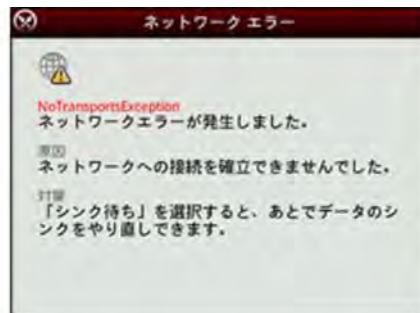 ネットワーク エラー
NoTransportsException
ネットワークエラーが発生しました。
原因
ネットワークへの接続を確立できませんでした。
対策
「シンク待ち」を選択すると、あとでデータのシ
ンクをやり直しできます。